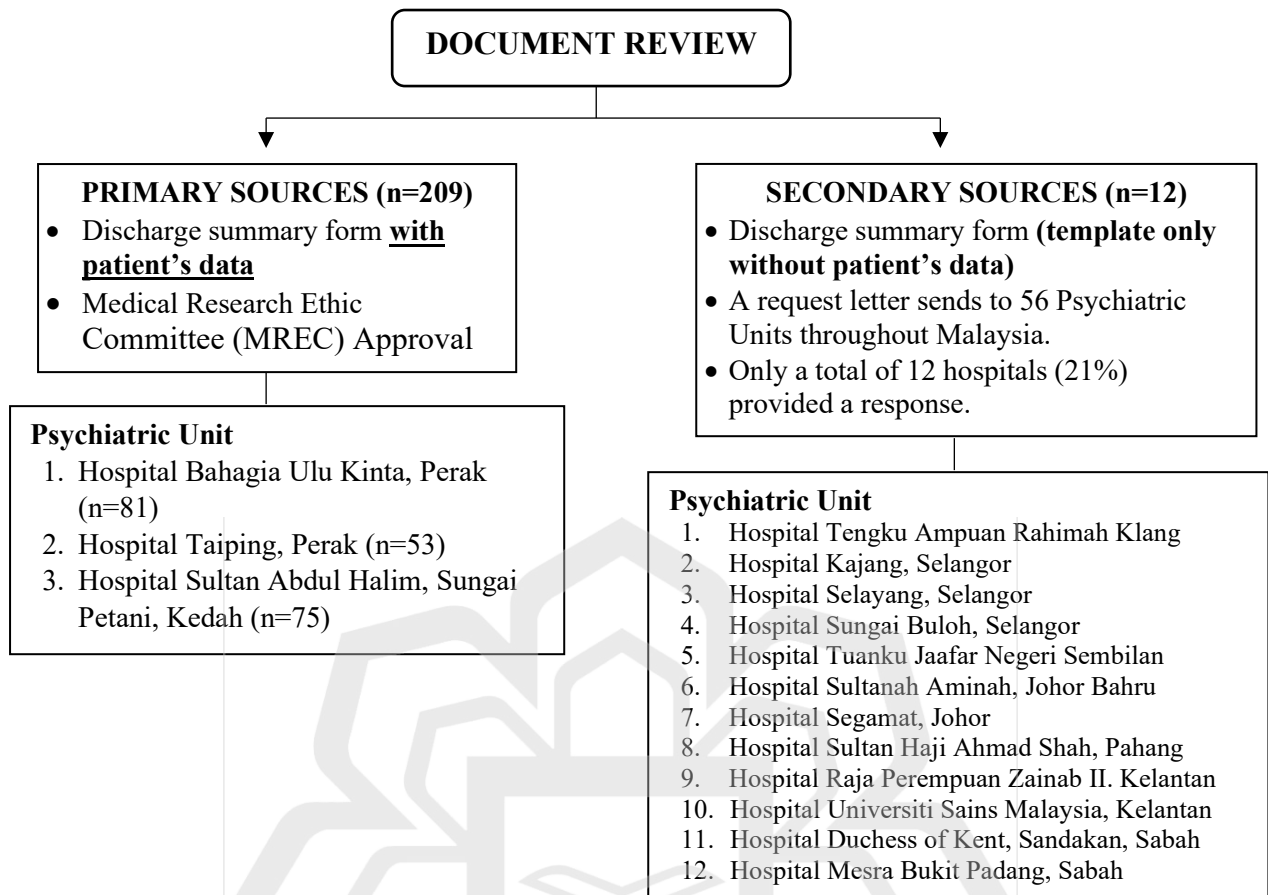 DOCUMENT REVIEW
PRIMARY SOURCES (n=209)
• Discharge summary form with
patient's data
• Medical Research Ethic
Committee (MREC) Approval
Psychiatric Unit
1. Hospital Bahagia Ulu Kinta, Perak
(n=81)
2. Hospital Taiping, Perak (n=53)
3. Hospital Sultan Abdul Halim, Sungai
Petani, Kedah (n=75)
SECONDARY SOURCES (n=12)
• Discharge summary form (template only
without patient's data)
• A request letter sends to 56 Psychiatric
Units throughout Malaysia.
• Only a total of 12 hospitals (21%)
provided a response.
Psychiatric Unit
1. Hospital Tengku Ampuan Rahimah Klang
2. Hospital Kajang, Selangor
3. Hospital Selayang, Selangor
4. Hospital Sungai Buloh, Selangor
5. Hospital Tuanku Jaafar Negeri Sembilan
6. Hospital Sultanah Aminah, Johor Bahru
7. Hospital Segamat, Johor
8. Hospital Sultan Haji Ahmad Shah, Pahang
9. Hospital Raja Perempuan Zainab II. Kelantan
10. Hospital Universiti Sains Malaysia, Kelantan
11. Hospital Duchess of Kent, Sandakan, Sabah
12. Hospital Mesra Bukit Padang, Sabah